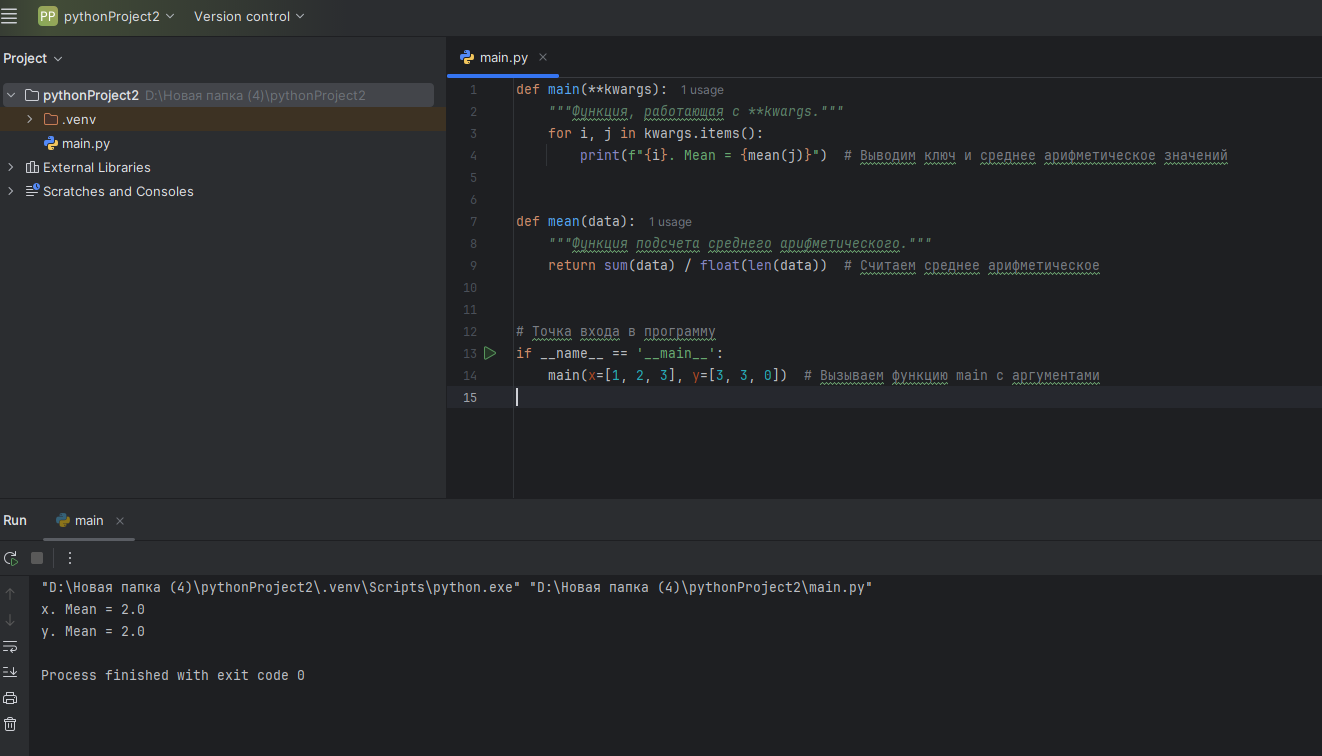 PP pythonProject2 Version control
Project
pythonProject2 D:\Новая папка (4)\pythonProject2
.venv
main.py
External Libraries
Scratches and Consoles
main.py
1 def main(**kwargs): 1 usage
2 """Функция, работающая с **kwargs."""
3 for i, j in kwargs.items():
4 print(f"{i}. Mean = {mean(j)}") # Выводим ключ и среднее арифметическое значений
5
6
7 def mean(data): 1 usage
8 """Функция подсчета среднего арифметического."""
9 return sum(data) / float(len(data)) # Считаем среднее арифметическое
10
11
12 # Точка входа в программу
13 if __name__ == '__main__':
14 main(x=[1, 2, 3], y=[3, 3, 0]) # Вызываем функцию main с аргументами
15
Run main
"D:\Новая папка (4)\pythonProject2\.venv\Scripts\python.exe" "D:\Новая папка (4)\pythonProject2\main.py"
x. Mean = 2.0
y. Mean = 2.0
Process finished with exit code 0